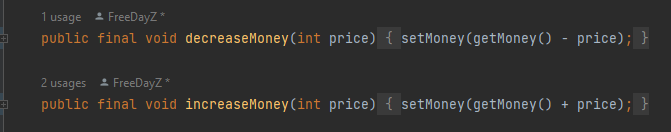 1 usage FreeDayZ *
public final void decreaseMoney(int price) { setMoney(getMoney() - price); }
2 usages FreeDayZ *
public final void increaseMoney(int price) { setMoney(getMoney() + price); }